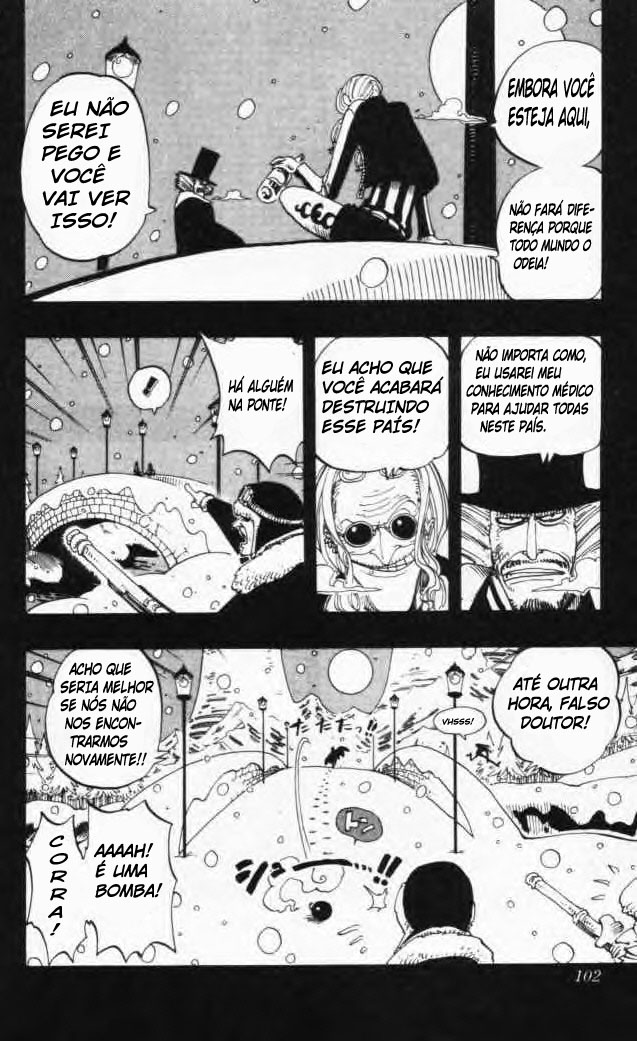 EMBORA VOCÊ
ESTEJA AQUI,
NÃO FARÁ DIFE-
RENÇA PORQUE
TODO MUNDO O
ODEIA!
EU NÃO
SEREI
PEGO E
VOCÊ
VAI VER
ISSO!
NÃO IMPORTA COMO,
EU USAREI MEU
CONHECIMENTO MÉDICO
PARA AJUDAR TODAS
NESTE PAÍS.
EU ACHO QUE
VOCÊ ACABARÁ
DESTRUINDO
ESSE PAÍS!
HÁ ALGUÉM
NA PONTE!
!
ATÉ OUTRA
HORA, FALSO
DOUTOR!
VHSSS!
ACHO QUE
SERIA MELHOR
SE NÓS NÃO
NOS ENCON-
TRARMOS
NOVAMENTE!!
トン
AAAAH!
É UMA
BOMBA!
CORRA!
102